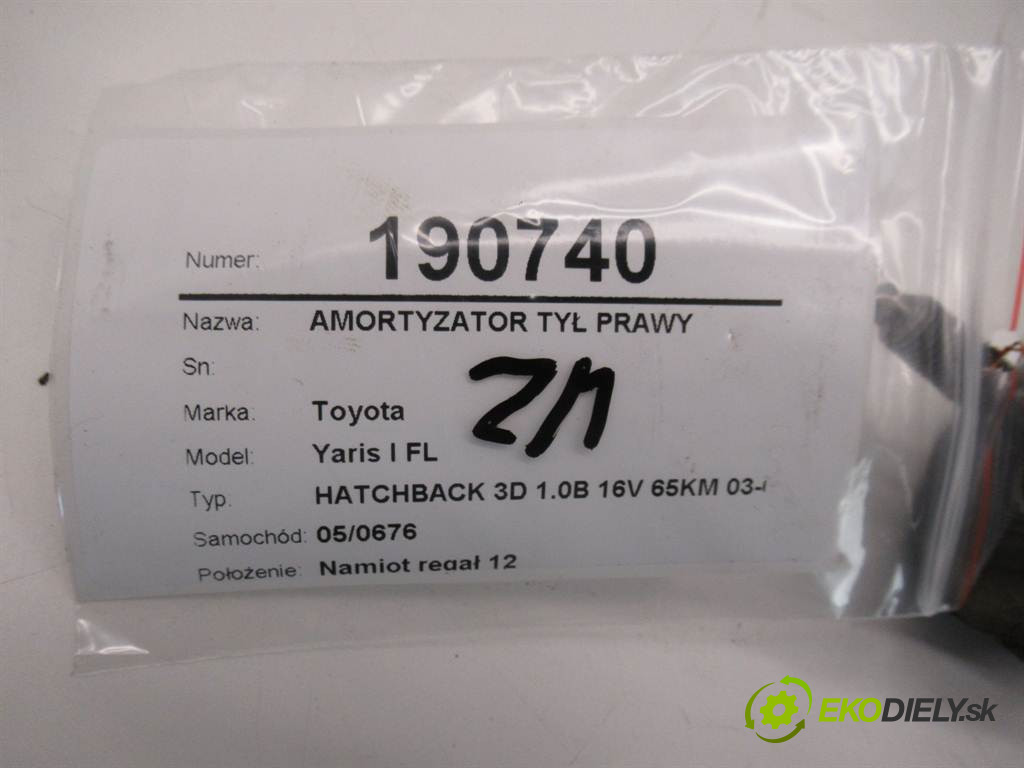 Numer: 190740
Nazwa: AMORTYZATOR TYŁ PRAWY
Sn:
ZM
Marka: Toyota
Model: Yaris I FL
Typ: HATCHBACK 3D 1.0B 16V 65KM 03-
Samochód: 05/0676
Położenie: Namiot regał 12
EKODIELY.sk